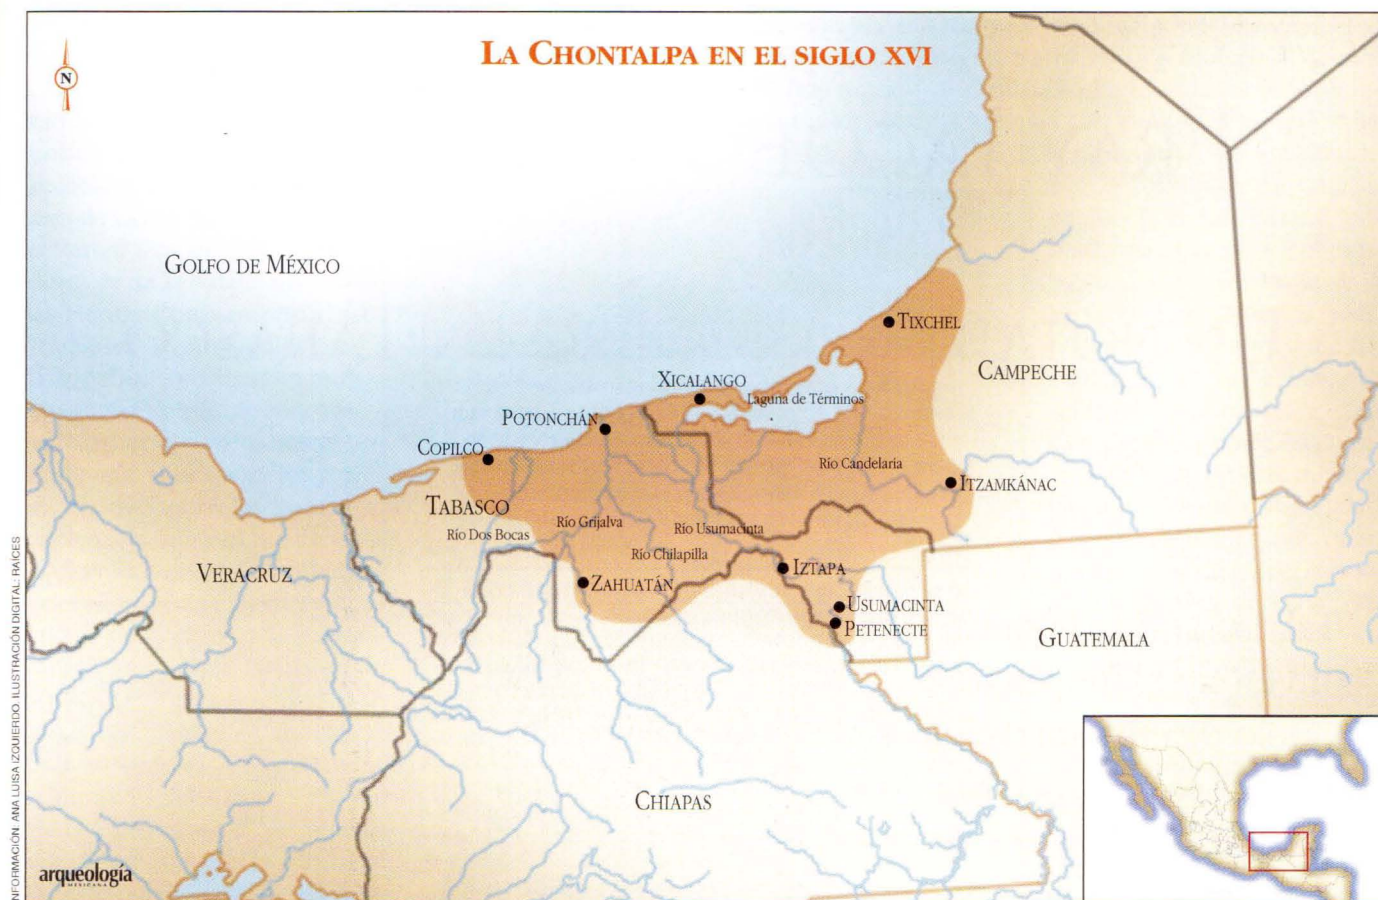 LA CHONTALPA EN EL SIGLO XVI
N
GOLFO DE MÉXICO
TIXCHEL
CAMPECHE
XICALANGO
Laguna de Términos
POTONCHÁN
COPILCO
Río Candelaria
ITZAMKÁNAC
TABASCO
Río Dos Bocas
Río Grijalva
Río Usumacinta
Río Chilapilla
VERACRUZ
ZAHUATÁN
IZTAPA
USUMACINTA
PETENECTE
GUATEMALA
CHIAPAS
arqueología
MEXICANA
INFORMACIÓN: ANA LUISA IZQUIERDO. ILUSTRACIÓN DIGITAL: RAÍCES